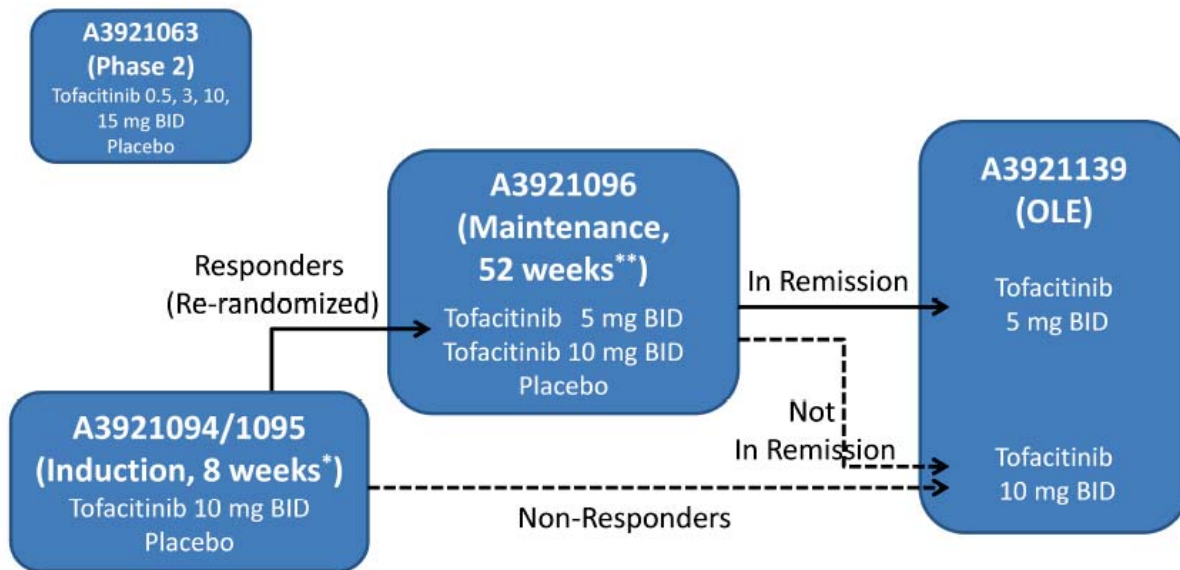 A3921063
(Phase 2)
Tofacitinib 0.5, 3, 10,
15 mg BID
Placebo
A3921094/1095
(Induction, 8 weeks*)
Tofacitinib 10 mg BID
Placebo
Responders
(Re-randomized)
A3921096
(Maintenance,
52 weeks**)
Tofacitinib 5 mg BID
Tofacitinib 10 mg BID
Placebo
In Remission
Not
In Remission
Non-Responders
A3921139
(OLE)
Tofacitinib
5 mg BID
Tofacitinib
10 mg BID